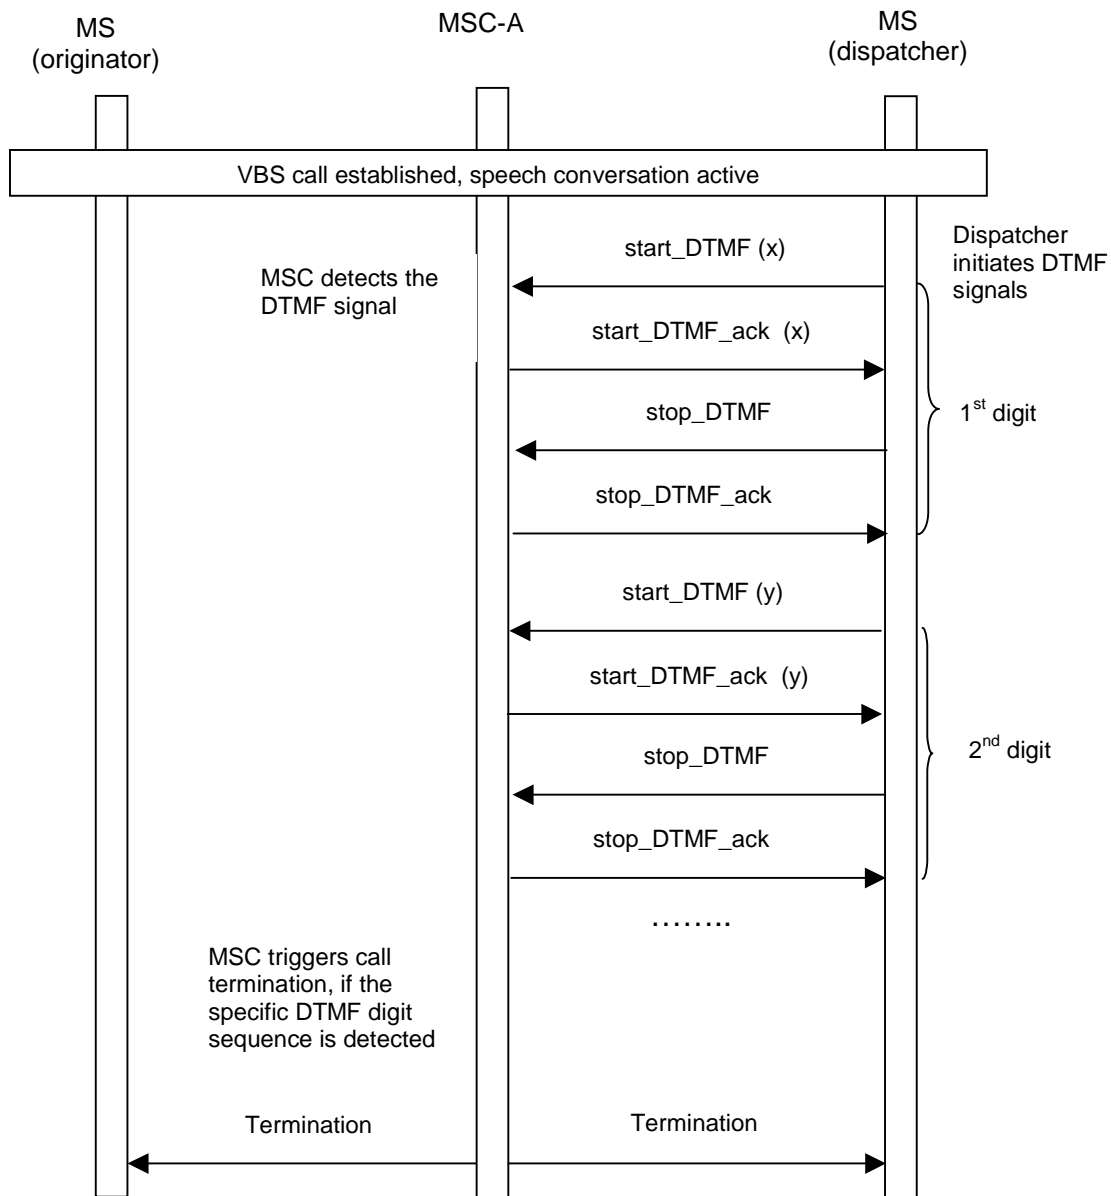 MS
(originator)
MSC-A
MS
(dispatcher)
VBS call established, speech conversation active
start_DTMF (x)
Dispatcher
initiates DTMF
signals
MSC detects the
DTMF signal
start_DTMF_ack (x)
stop_DTMF
1st digit
stop_DTMF_ack
start_DTMF (y)
start_DTMF_ack (y)
stop_DTMF
2nd digit
stop_DTMF_ack
........
MSC triggers call
termination, if the
specific DTMF digit
sequence is detected
Termination
Termination